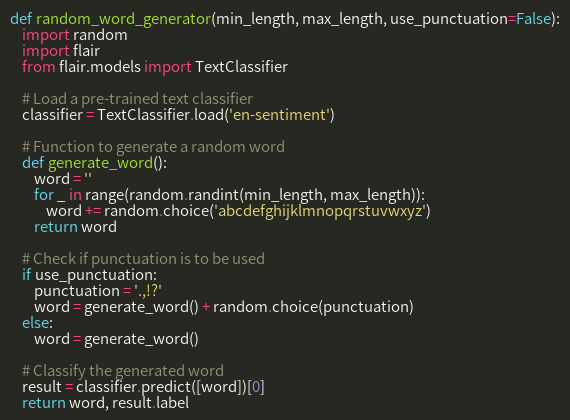 def random_word_generator(min_length, max_length, use_punctuation=False):
    import random
    import flair
    from flair.models import TextClassifier

    # Load a pre-trained text classifier
    classifier = TextClassifier.load('en-sentiment')

    # Function to generate a random word
    def generate_word():
        word = ''
        for _ in range(random.randint(min_length, max_length)):
            word += random.choice('abcdefghijklmnopqrstuvwxyz')
        return word

    # Check if punctuation is to be used
    if use_punctuation:
        punctuation = '.,!?'
        word = generate_word() + random.choice(punctuation)
    else:
        word = generate_word()

    # Classify the generated word
    result = classifier.predict([word])[0]
    return word, result.label